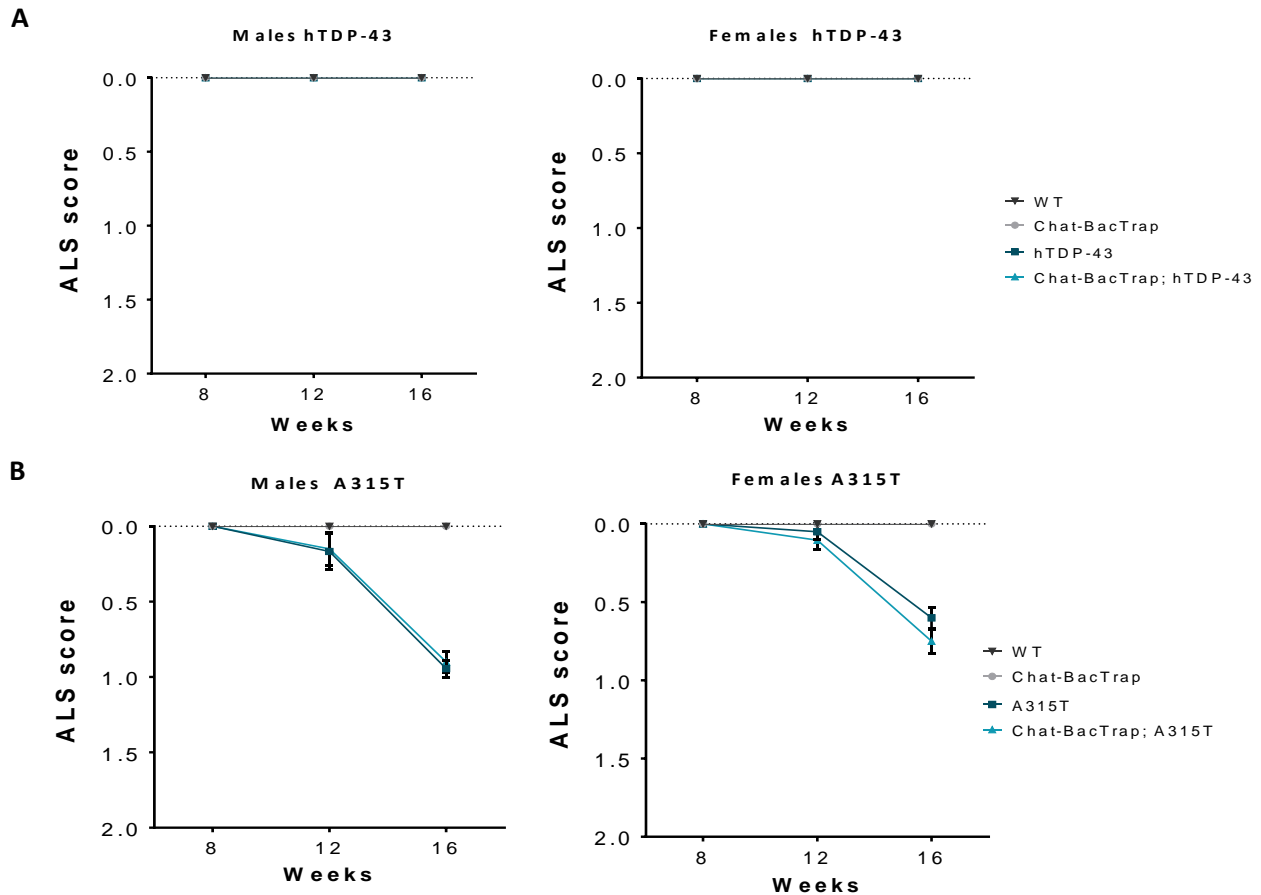 A
Males hTDP-43
Females hTDP-43
0.0
0.5
1.0
1.5
2.0
ALS score
8 12 16
Weeks
0.0
0.5
1.0
1.5
2.0
ALS score
8 12 16
Weeks
WT
Chat-BacTrap
hTDP-43
Chat-BacTrap; hTDP-43
B
Males A315T
Females A315T
0.0
0.5
1.0
1.5
2.0
ALS score
8 12 16
Weeks
0.0
0.5
1.0
1.5
2.0
ALS score
8 12 16
Weeks
WT
Chat-BacTrap
A315T
Chat-BacTrap; A315T